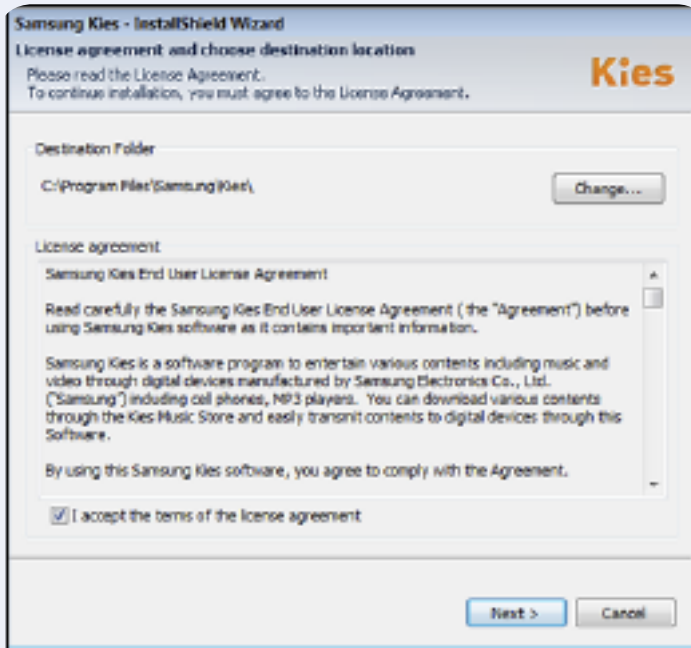 Samsung Kies - InstallShield Wizard
License agreement and choose destination location
Please read the License Agreement.
To continue installation, you must agree to the License Agreement.
Kies
Destination Folder
C:\Program Files\Samsung\Kies\
Change...
License agreement
Samsung Kies End User License Agreement
Read carefully the Samsung Kies End User License Agreement ( the "Agreement") before
using Samsung Kies software as it contains important information.
Samsung Kies is a software program to entertain various contents including music and
video through digital devices manufactured by Samsung Electronics Co., Ltd.
("Samsung") including cell phones, MP3 players.  You can download various contents
through the Kies Music Store and easily transmit contents to digital devices through this
Software.
By using this Samsung Kies software, you agree to comply with the Agreement.
I accept the terms of the license agreement
Next >
Cancel